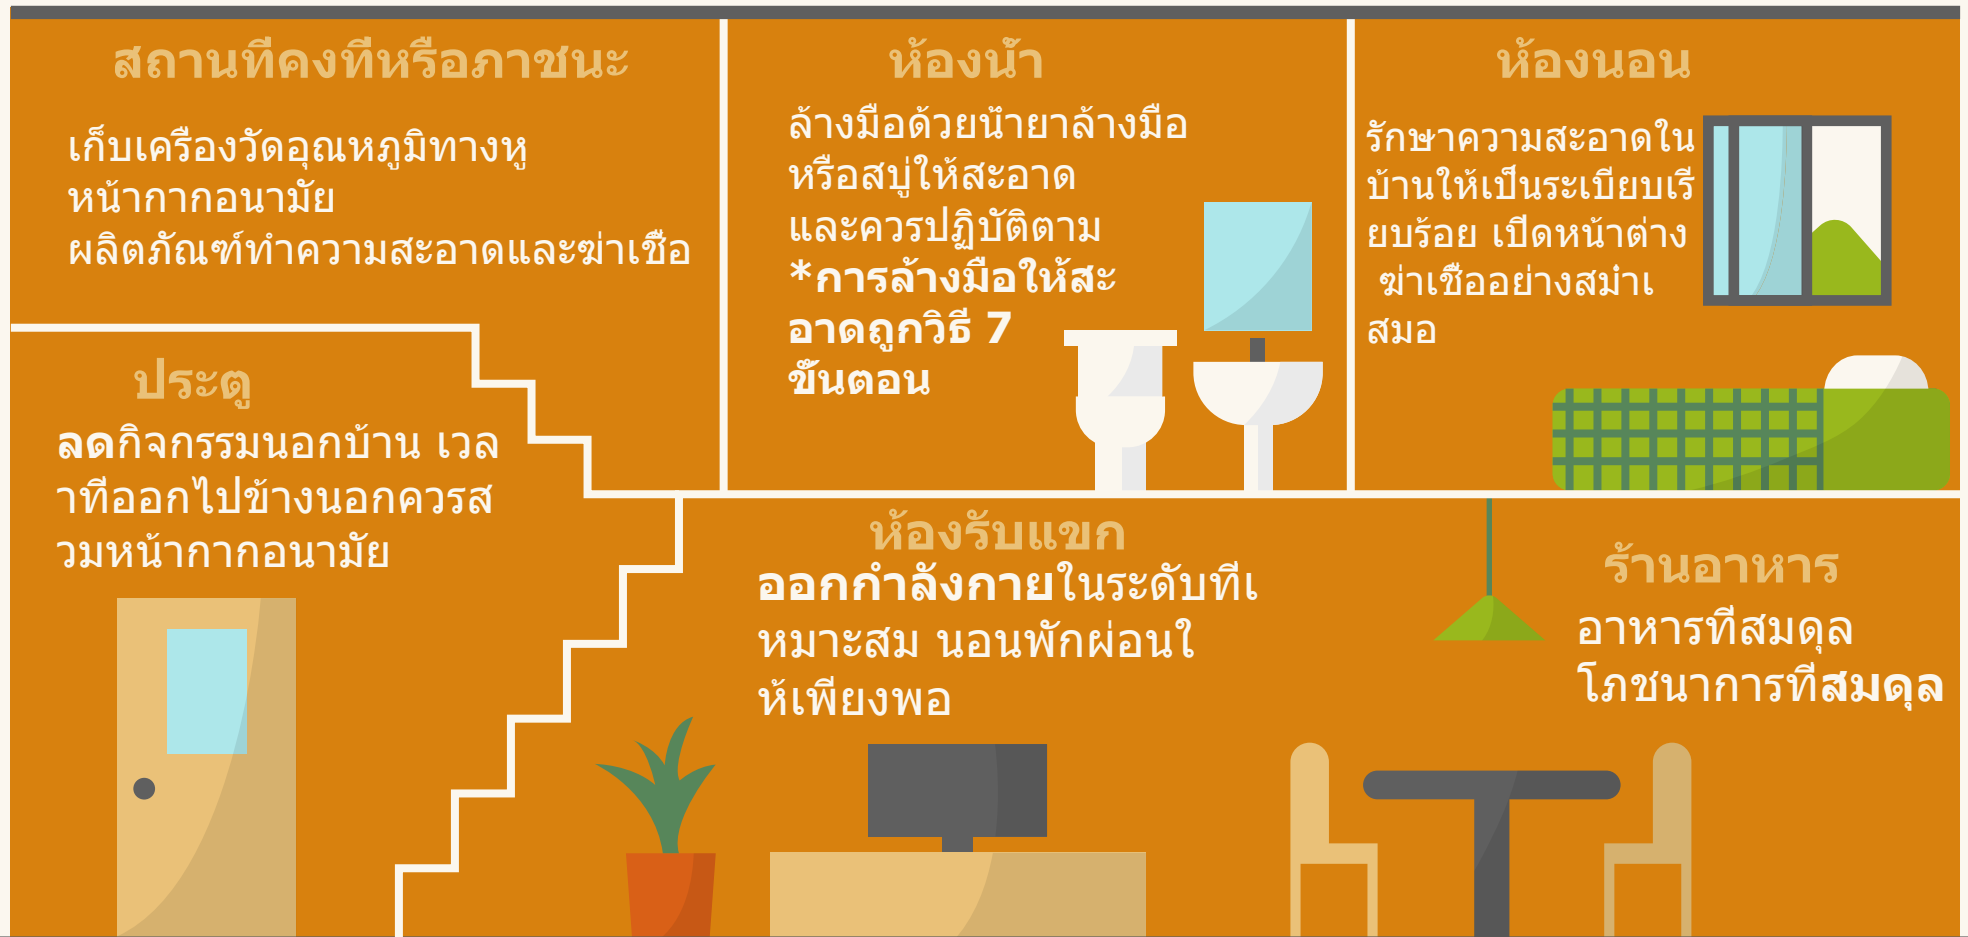 สถานที่คงที่หรือภาชนะ
เก็บเครื่องวัดอุณหภูมิทางหู
หน้ากากอนามัย
ผลิตภัณฑ์ทำความสะอาดและฆ่าเชื้อ
ห้องน้ำ
ล้างมือด้วยน้ำยาล้างมือ
หรือสบู่ให้สะอาด
และควรปฏิบัติตาม
*การล้างมือให้สะ
อาดถูกวิธี 7
ขั้นตอน
ห้องนอน
รักษาความสะอาดใน
บ้านให้เป็นระเบียบเรี
ยบร้อย เปิดหน้าต่าง
ฆ่าเชื้ออย่างสม่ำเ
สมอ
ประตู
ลดกิจกรรมนอกบ้าน เวล
าที่ออกไปข้างนอกควรส
วมหน้ากากอนามัย
ห้องรับแขก
ออกกำลังกายในระดับที่เ
หมาะสม นอนพักผ่อนใ
ห้เพียงพอ
ร้านอาหาร
อาหารที่สมดุล
โภชนาการที่สมดุล